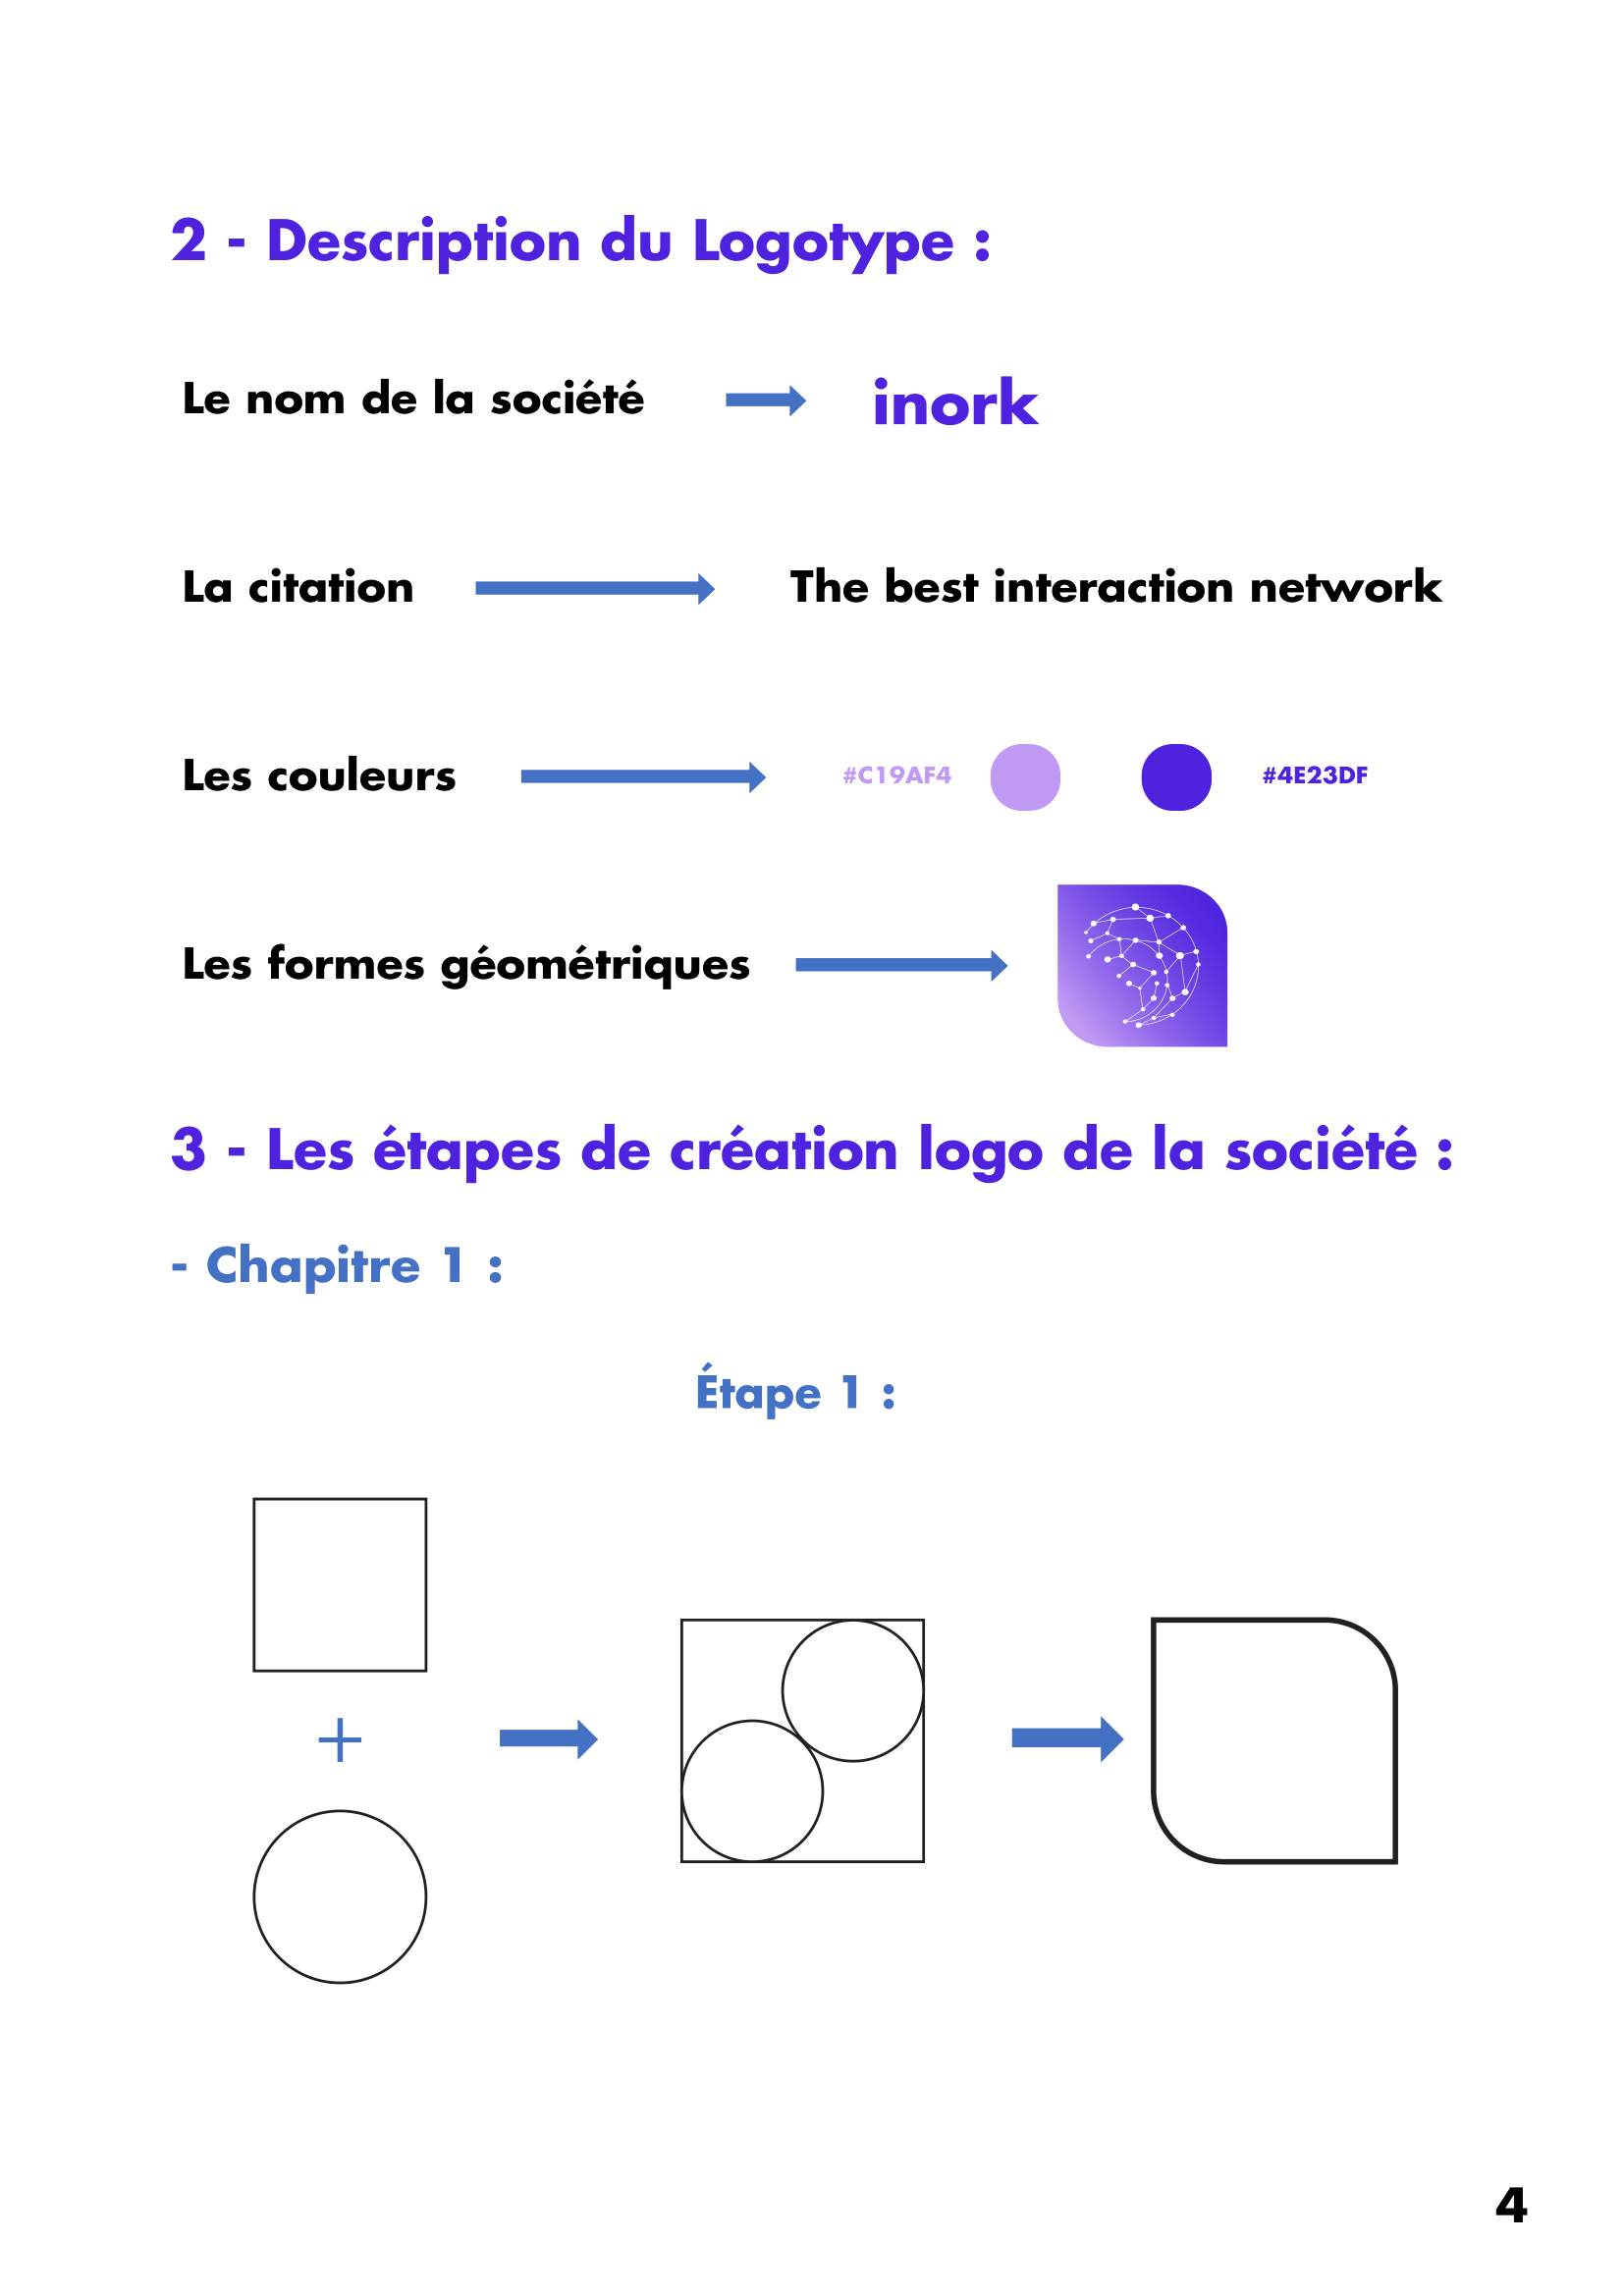 2 - Description du Logotype :
Le nom de la société inork
La citation The best interaction network
Les couleurs #C19AF4 #4E23DF
Les formes géométriques
3 - Les étapes de création logo de la société :
- Chapitre 1 :
Étape 1 :
+
4